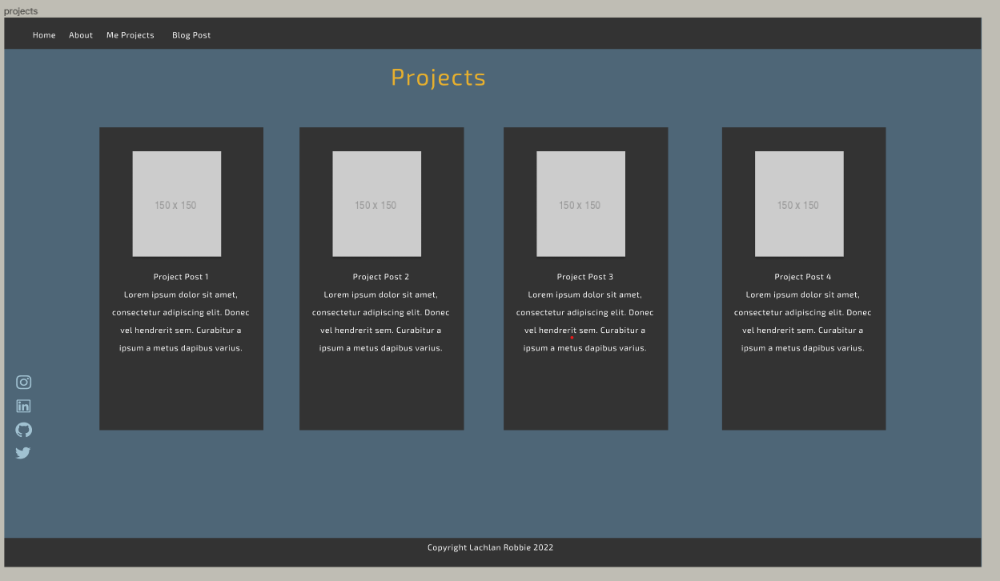 projects
Home About Me Projects Blog Post
Projects
150 x 150
Project Post 1
Lorem ipsum dolor sit amet,
consectetur adipiscing elit. Donec
vel hendrerit sem. Curabitur a
ipsum a metus dapibus varius.
150 x 150
Project Post 2
Lorem ipsum dolor sit amet,
consectetur adipiscing elit. Donec
vel hendrerit sem. Curabitur a
ipsum a metus dapibus varius.
150 x 150
Project Post 3
Lorem ipsum dolor sit amet,
consectetur adipiscing elit. Donec
vel hendrerit sem. Curabitur a
ipsum a metus dapibus varius.
150 x 150
Project Post 4
Lorem ipsum dolor sit amet,
consectetur adipiscing elit. Donec
vel hendrerit sem. Curabitur a
ipsum a metus dapibus varius.
in
Copyright Lachlan Robbie 2022